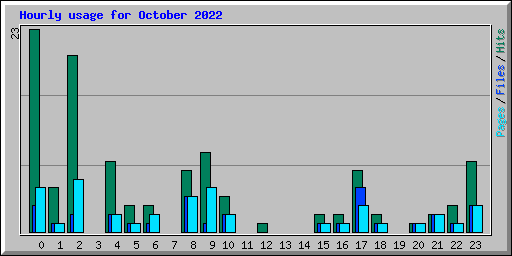 Hourly usage for October 2022
23
Pages/Files/Hits
0 1 2 3 4 5 6 7 8 9 10 11 12 13 14 15 16 17 18 19 20 21 22 23